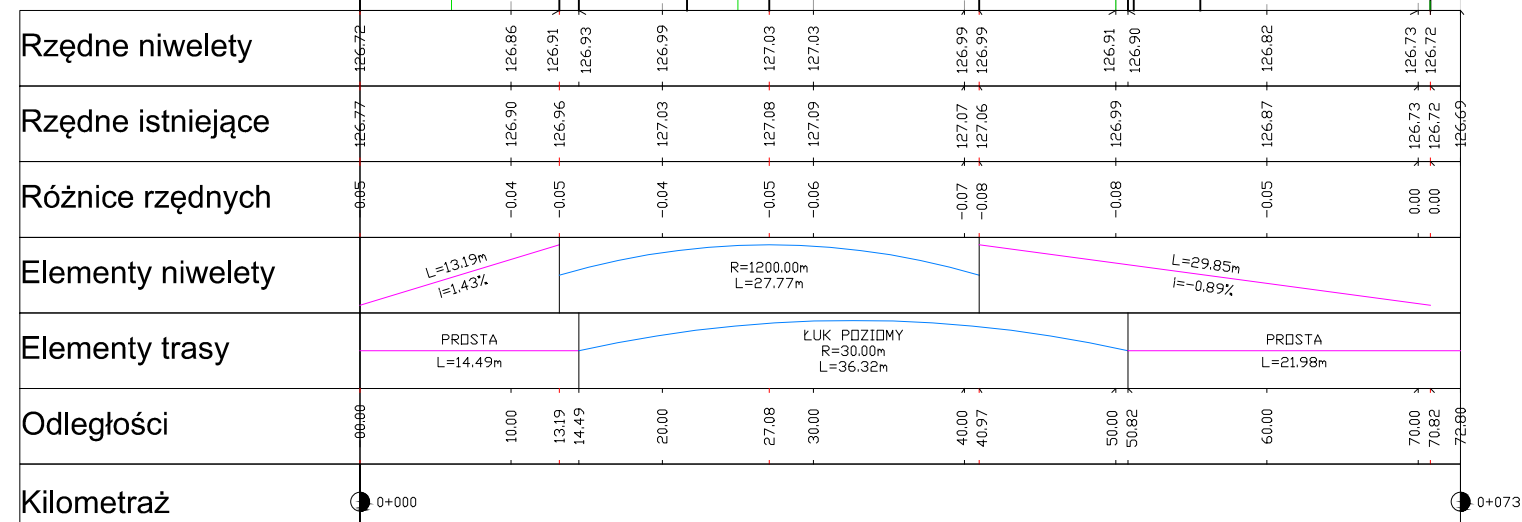 Rzędne niwelety 126.72 126.86 126.91 126.93 126.99 127.03 127.03 126.99 126.99 126.91 126.90 126.82 126.73 126.72
Rzędne istniejące 126.77 126.90 126.96 127.03 127.08 127.09 127.07 127.06 126.99 126.87 126.73 126.72 126.69
Różnice rzędnych -0.05 -0.04 -0.05 -0.04 -0.05 -0.06 -0.07 -0.08 -0.08 -0.05 0.00 0.00
Elementy niwelety
L=13.19m
i=1.43%
R=1200.00m
L=27.77m
L=29.85m
i=-0.89%
Elementy trasy
PROSTA
L=14.49m
ŁUK POZIOMY
R=30.00m
L=36.32m
PROSTA
L=21.98m
Odległości 00.00 10.00 13.19 14.49 20.00 27.08 30.00 40.00 40.97 50.00 50.82 60.00 70.00 70.82 72.80
Kilometraż 0+000 0+073